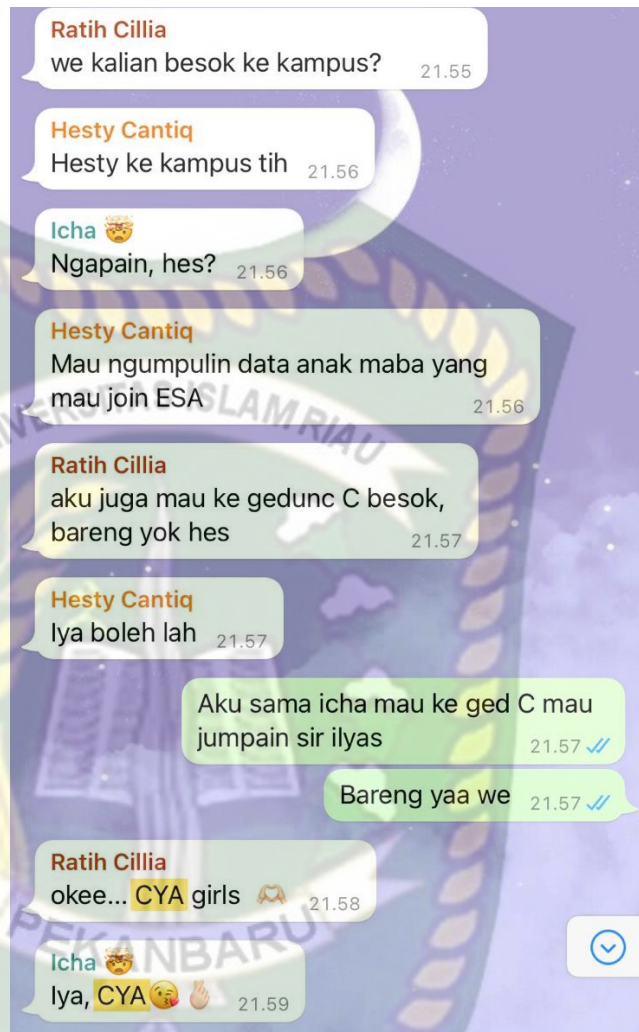 Ratih Cillia
we kalian besok ke kampus? 21.55
Hesty Cantiq
Hesty ke kampus tih 21.56
Icha 🤯
Ngapain, hes? 21.56
Hesty Cantiq
Mau ngumpulin data anak maba yang
mau join ESA 21.56
Ratih Cillia
aku juga mau ke gedunc C besok,
bareng yok hes 21.57
Hesty Cantiq
Iya boleh lah 21.57
Aku sama icha mau ke ged C mau
jumpain sir ilyas 21.57
Bareng yaa we 21.57
Ratih Cillia
okee... CYA girls 🫶🏼 21.58
Icha 🤯
Iya, CYA😘🫰🏻 21.59
UNIVERSITAS ISLAM RIAU
PEKANBARU